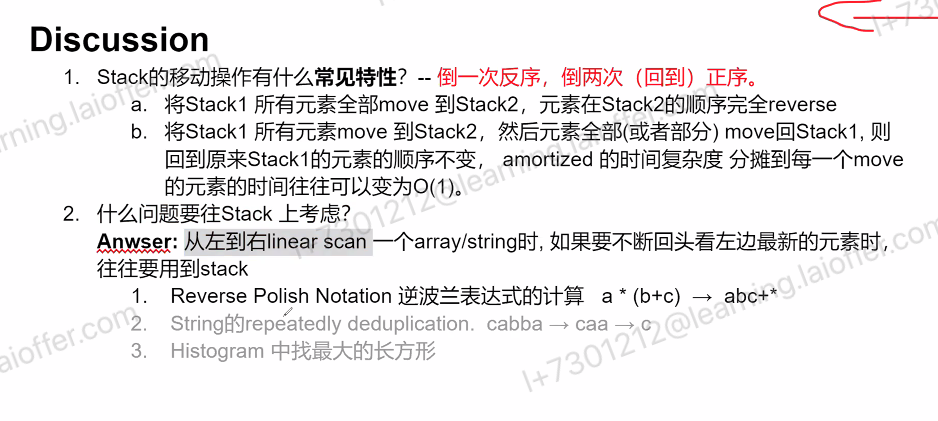 Discussion
1. Stack的移动操作有什么常见特性？-- 倒一次反序，倒两次（回到）正序。
a. 将Stack1 所有元素全部move 到Stack2，元素在Stack2的顺序完全reverse
b. 将Stack1 所有元素move 到Stack2，然后元素全部(或者部分) move回Stack1, 则
回到原来Stack1的元素的顺序不变， amortized 的时间复杂度 分摊到每一个move
的元素的时间往往可以变为O(1)。
2. 什么问题要往Stack 上考虑？
Anwser: 从左到右linear scan 一个array/string时, 如果要不断回头看左边最新的元素时，
往往要用到stack
1. Reverse Polish Notation 逆波兰表达式的计算 a * (b+c) → abc+*
2. String的repeatedly deduplication. cabba → caa → c
3. Histogram 中找最大的长方形
l+7301212@learning.laioffer.com
l+7301212@learning.laioffer.com
rning.laioffer.com
laioffer.com
l+730